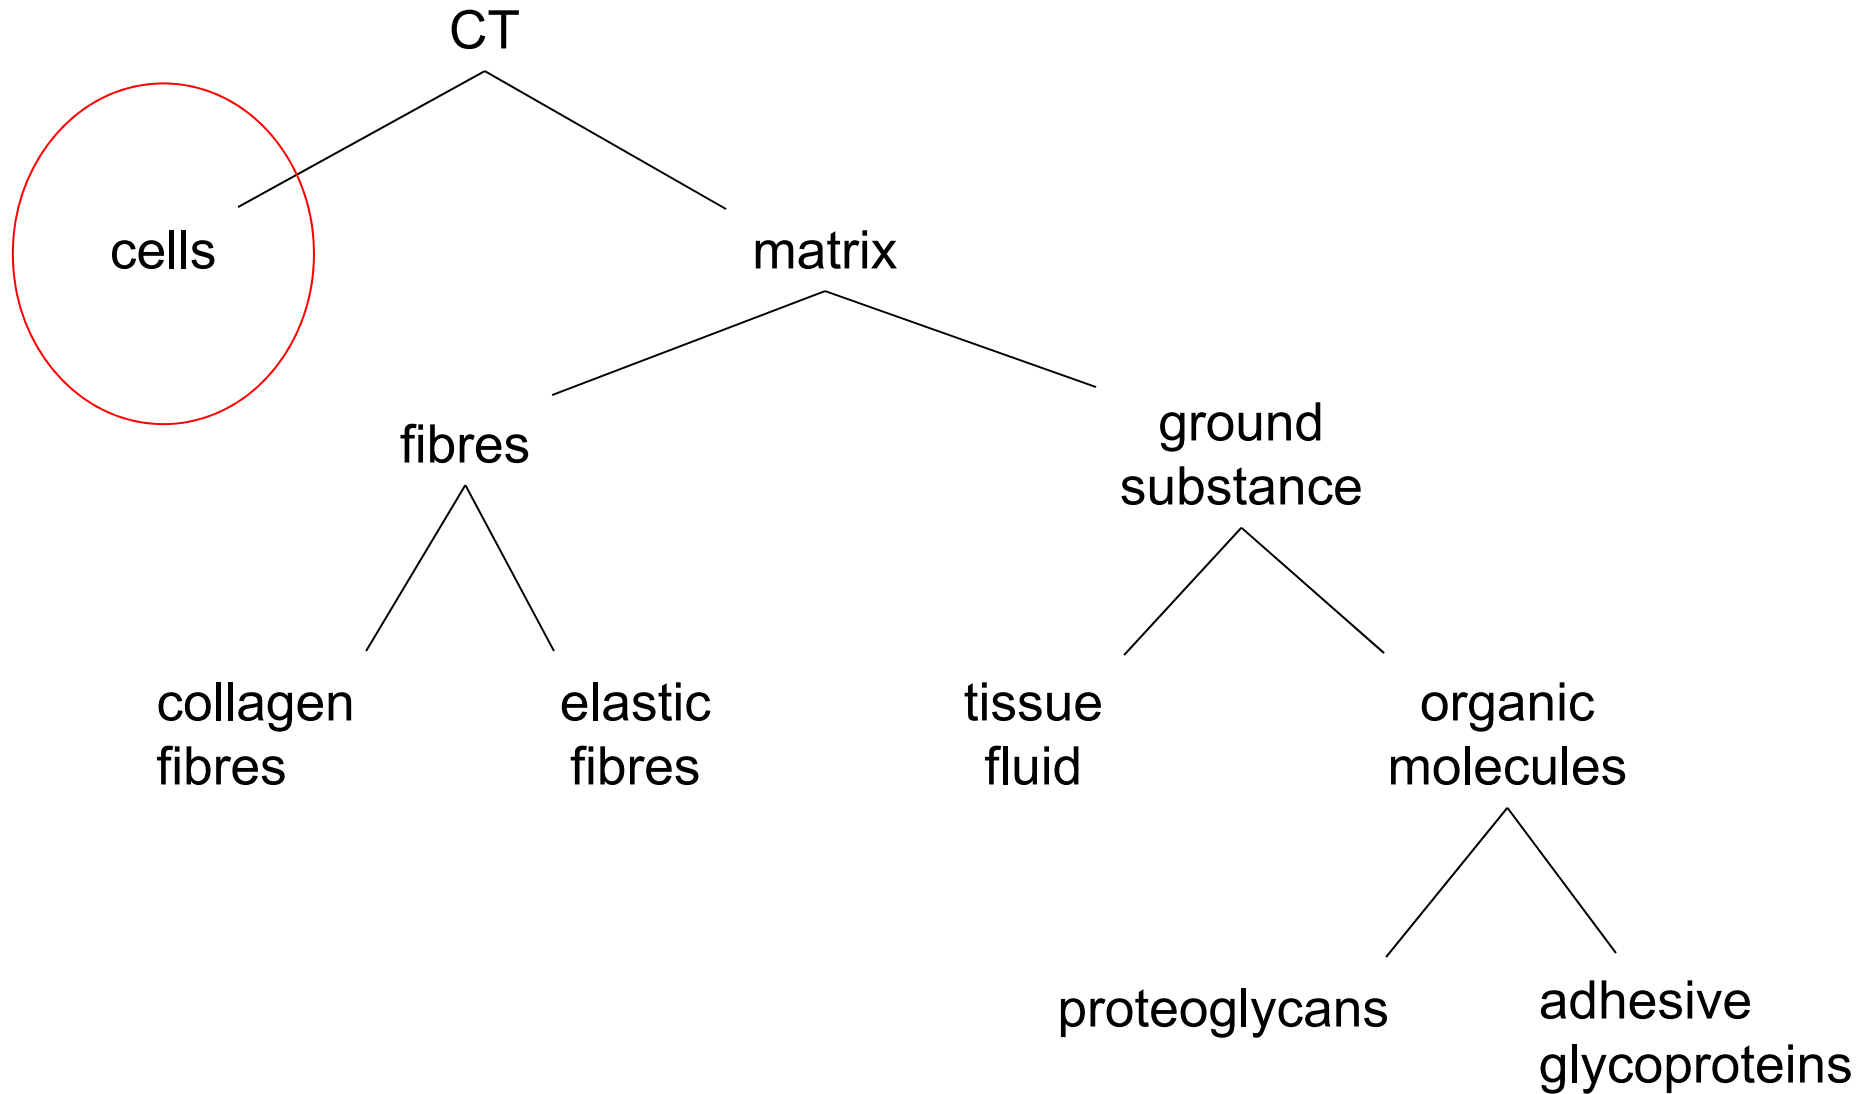 CT
cells
matrix
fibres
ground
substance
collagen
fibres
elastic
fibres
tissue
fluid
organic
molecules
proteoglycans
adhesive
glycoproteins